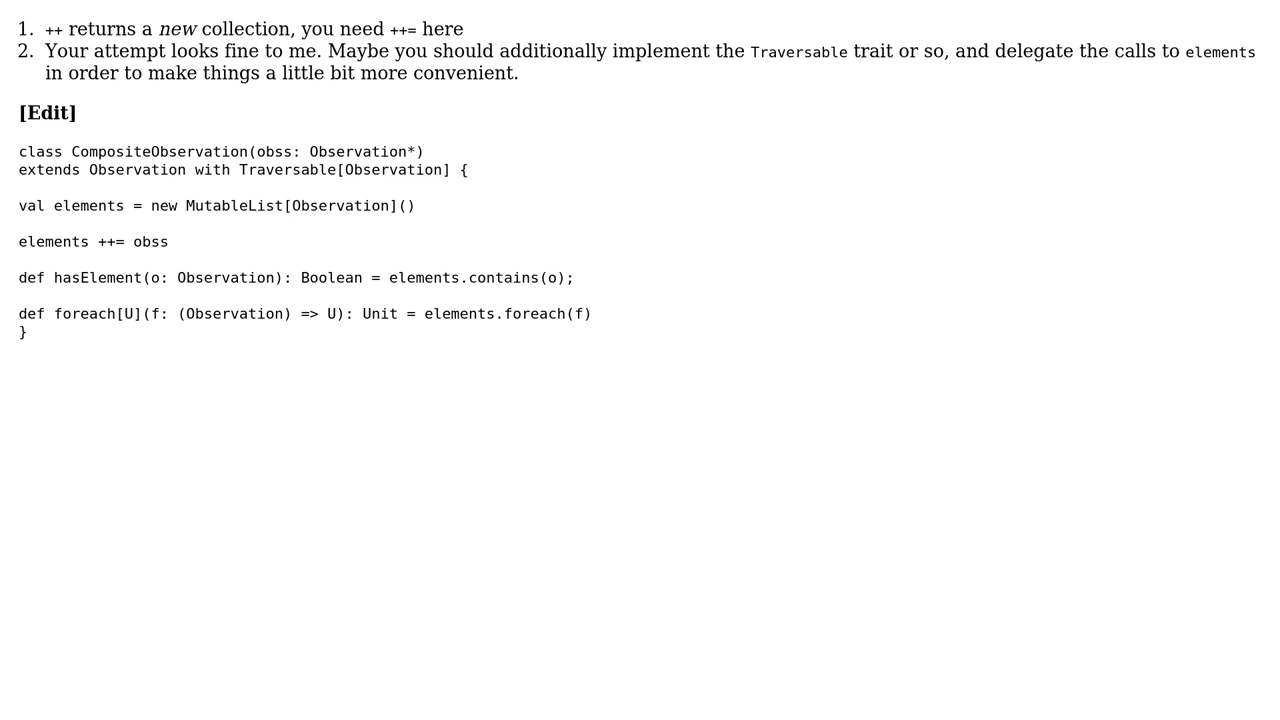 1. ++ returns a new collection, you need ++= here
2. Your attempt looks fine to me. Maybe you should additionally implement the Traversable trait or so, and delegate the calls to elements
in order to make things a little bit more convenient.
[Edit]
class CompositeObservation(obss: Observation*)
extends Observation with Traversable[Observation] {
val elements = new MutableList[Observation]()
elements ++= obss
def hasElement(o: Observation): Boolean = elements.contains(o);
def foreach[U](f: (Observation) => U): Unit = elements.foreach(f)
}